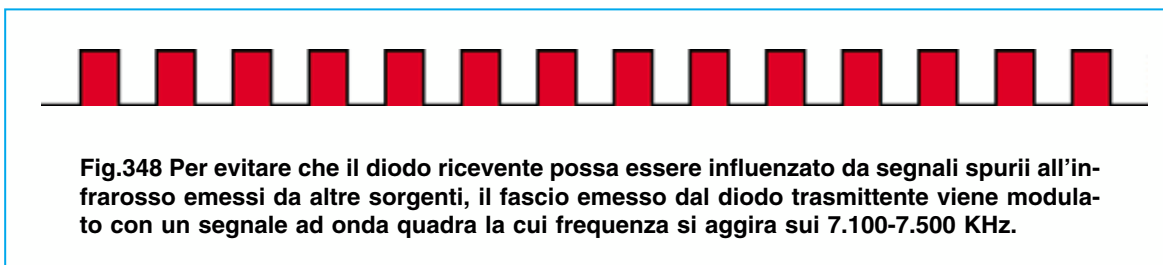 Fig.348 Per evitare che il diodo ricevente possa essere influenzato da segnali spurii all'in-
frarosso emessi da altre sorgenti, il fascio emesso dal diodo trasmittente viene modula-
to con un segnale ad onda quadra la cui frequenza si aggira sui 7.100-7.500 KHz.